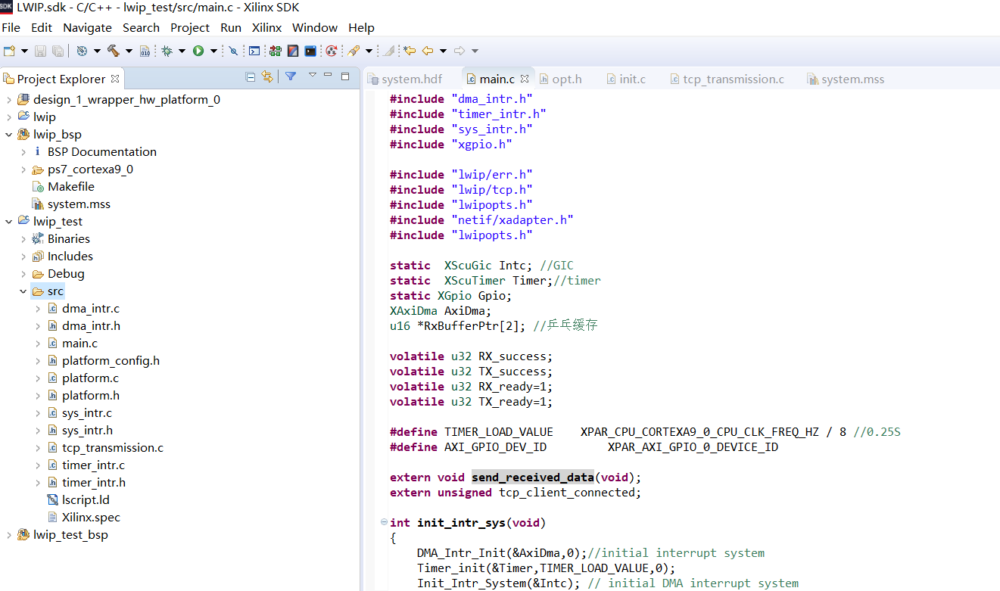 SDK LWIP.sdk - C/C++ - lwip_test/src/main.c - Xilinx SDK
File Edit Navigate Search Project Run Xilinx Window Help
Project Explorer
design_1_wrapper_hw_platform_0
lwip
lwip_bsp
BSP Documentation
ps7_cortexa9_0
Makefile
system.mss
lwip_test
Binaries
Includes
Debug
src
dma_intr.c
dma_intr.h
main.c
platform_config.h
platform.c
platform.h
sys_intr.c
sys_intr.h
tcp_transmission.c
timer_intr.c
timer_intr.h
lscript.ld
Xilinx.spec
lwip_test_bsp
system.hdf main.c opt.h init.c tcp_transmission.c system.mss
#include "dma_intr.h"
#include "timer_intr.h"
#include "sys_intr.h"
#include "xgpio.h"
#include "lwip/err.h"
#include "lwip/tcp.h"
#include "lwipopts.h"
#include "netif/xadapter.h"
#include "lwipopts.h"
static  XScuGic Intc; //GIC
static  XScuTimer Timer;//timer
static XGpio Gpio;
XAxiDma AxiDma;
u16 *RxBufferPtr[2]; //乒乓缓存
volatile u32 RX_success;
volatile u32 TX_success;
volatile u32 RX_ready=1;
volatile u32 TX_ready=1;
#define TIMER_LOAD_VALUE    XPAR_CPU_CORTEXA9_0_CPU_CLK_FREQ_HZ / 8 //0.25S
#define AXI_GPIO_DEV_ID         XPAR_AXI_GPIO_0_DEVICE_ID
extern void send_received_data(void);
extern unsigned tcp_client_connected;
int init_intr_sys(void)
{
DMA_Intr_Init(&AxiDma,0);//initial interrupt system
Timer_init(&Timer,TIMER_LOAD_VALUE,0);
Init_Intr_System(&Intc); // initial DMA interrupt system